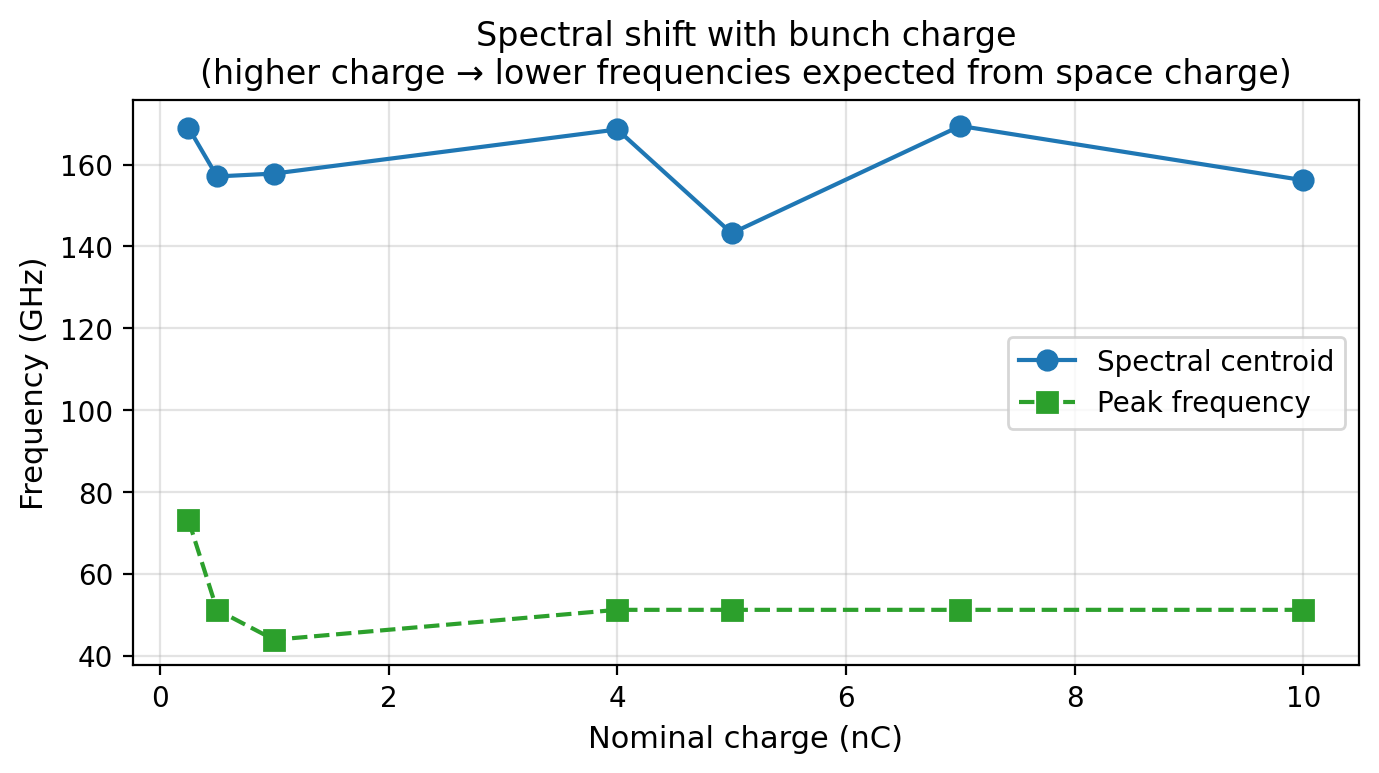 Spectral shift with bunch charge
(higher charge → lower frequencies expected from space charge)
Frequency (GHz)
160
140
120
100
80
60
40
Spectral centroid
Peak frequency
0
2
4
6
8
10
Nominal charge (nC)